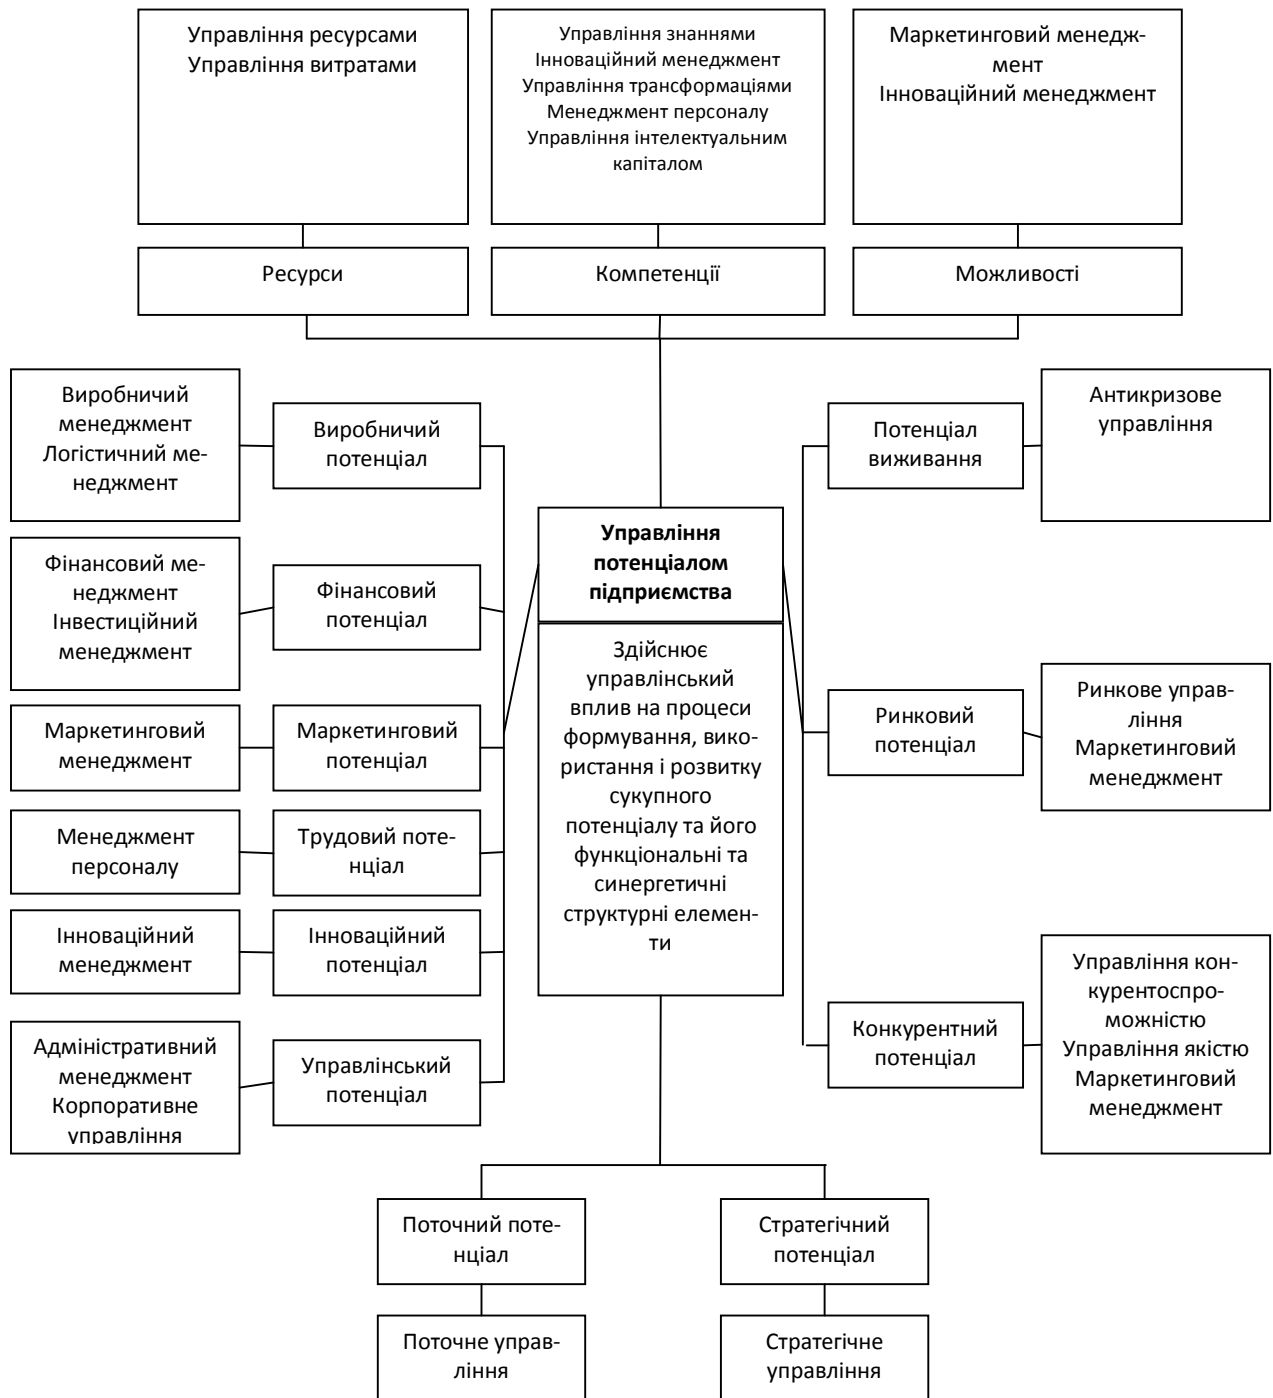 Управління ресурсами
Управління витратами
Управління знаннями
Інноваційний менеджмент
Управління трансформаціями
Менеджмент персоналу
Управління інтелектуальним
капіталом
Маркетинговий менедж-
мент
Інноваційний менеджмент
Ресурси
Компетенції
Можливості
Виробничий
менеджмент
Логістичний ме-
неджмент
Виробничий
потенціал
Фінансовий ме-
неджмент
Інвестиційний
менеджмент
Фінансовий
потенціал
Маркетинговий
менеджмент
Маркетинговий
потенціал
Менеджмент
персоналу
Трудовий поте-
нціал
Інноваційний
менеджмент
Інноваційний
потенціал
Адміністративний
менеджмент
Корпоративне
управління
Управлінський
потенціал
Управління
потенціалом
підприємства
Здійснює
управлінський
вплив на процеси
формування, вико-
ристання і розвитку
сукупного
потенціалу та його
функціональні та
синергетичні
структурні елемен-
ти
Потенціал
виживання
Антикризове
управління
Ринковий
потенціал
Ринкове управ-
ління
Маркетинговий
менеджмент
Конкурентний
потенціал
Управління кон-
курентоспро-
можністю
Управління якістю
Маркетинговий
менеджмент
Поточний поте-
нціал
Стратегічний
потенціал
Поточне управ-
ління
Стратегічне
управління